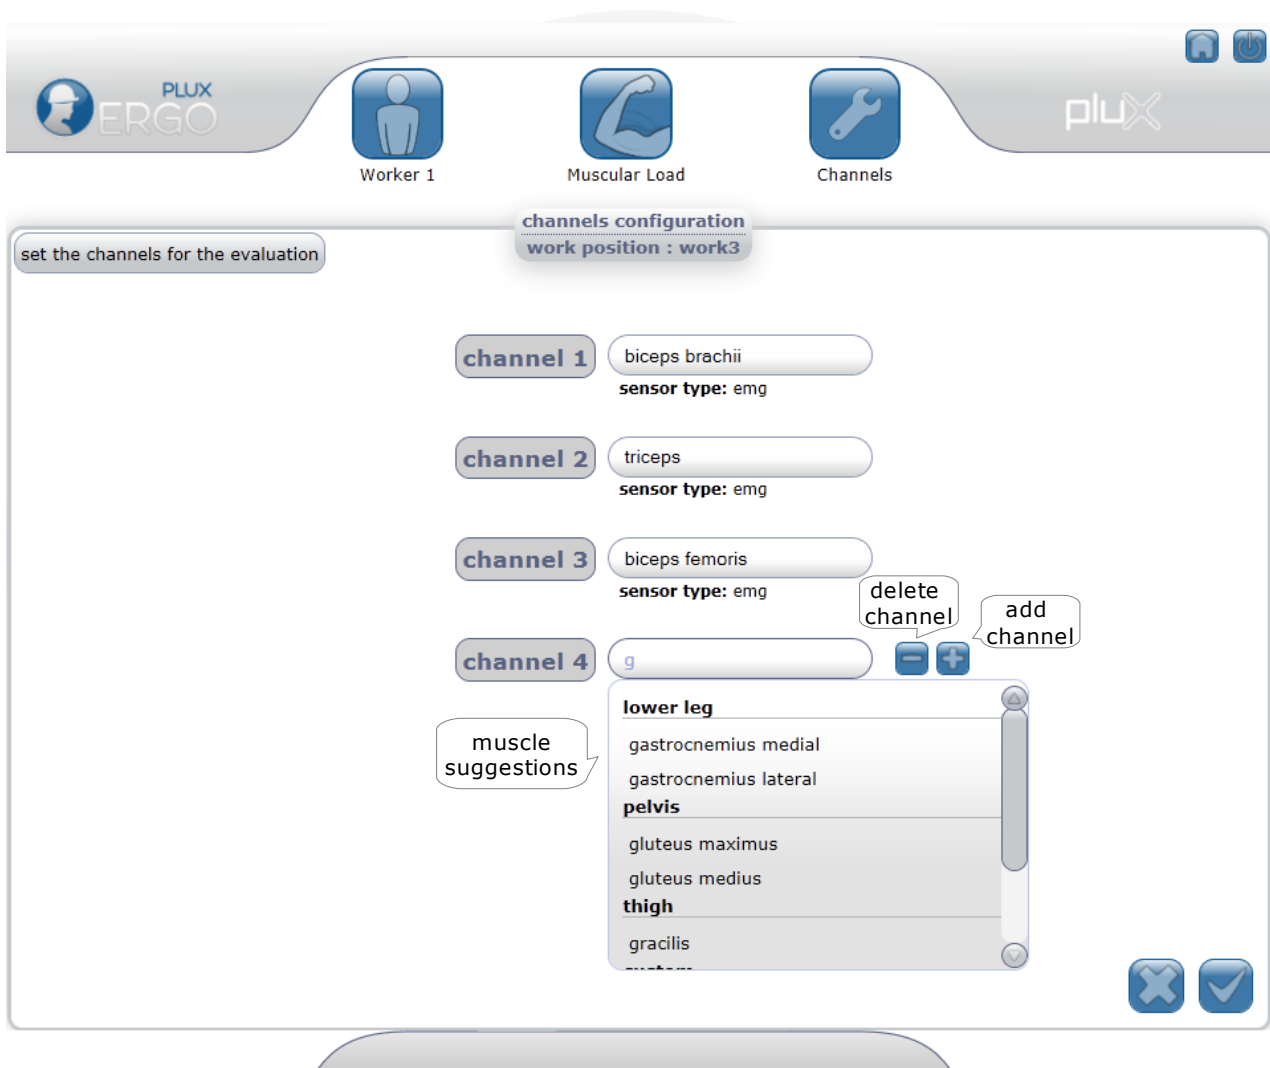 PLUX
ERGO
plux
Worker 1
Muscular Load
Channels
channels configuration
work position : work3
set the channels for the evaluation
channel 1
biceps brachii
sensor type: emg
channel 2
triceps
sensor type: emg
channel 3
biceps femoris
sensor type: emg
delete
channel
add
channel
channel 4
g
muscle
suggestions
lower leg
gastrocnemius medial
gastrocnemius lateral
pelvis
gluteus maximus
gluteus medius
thigh
gracilis